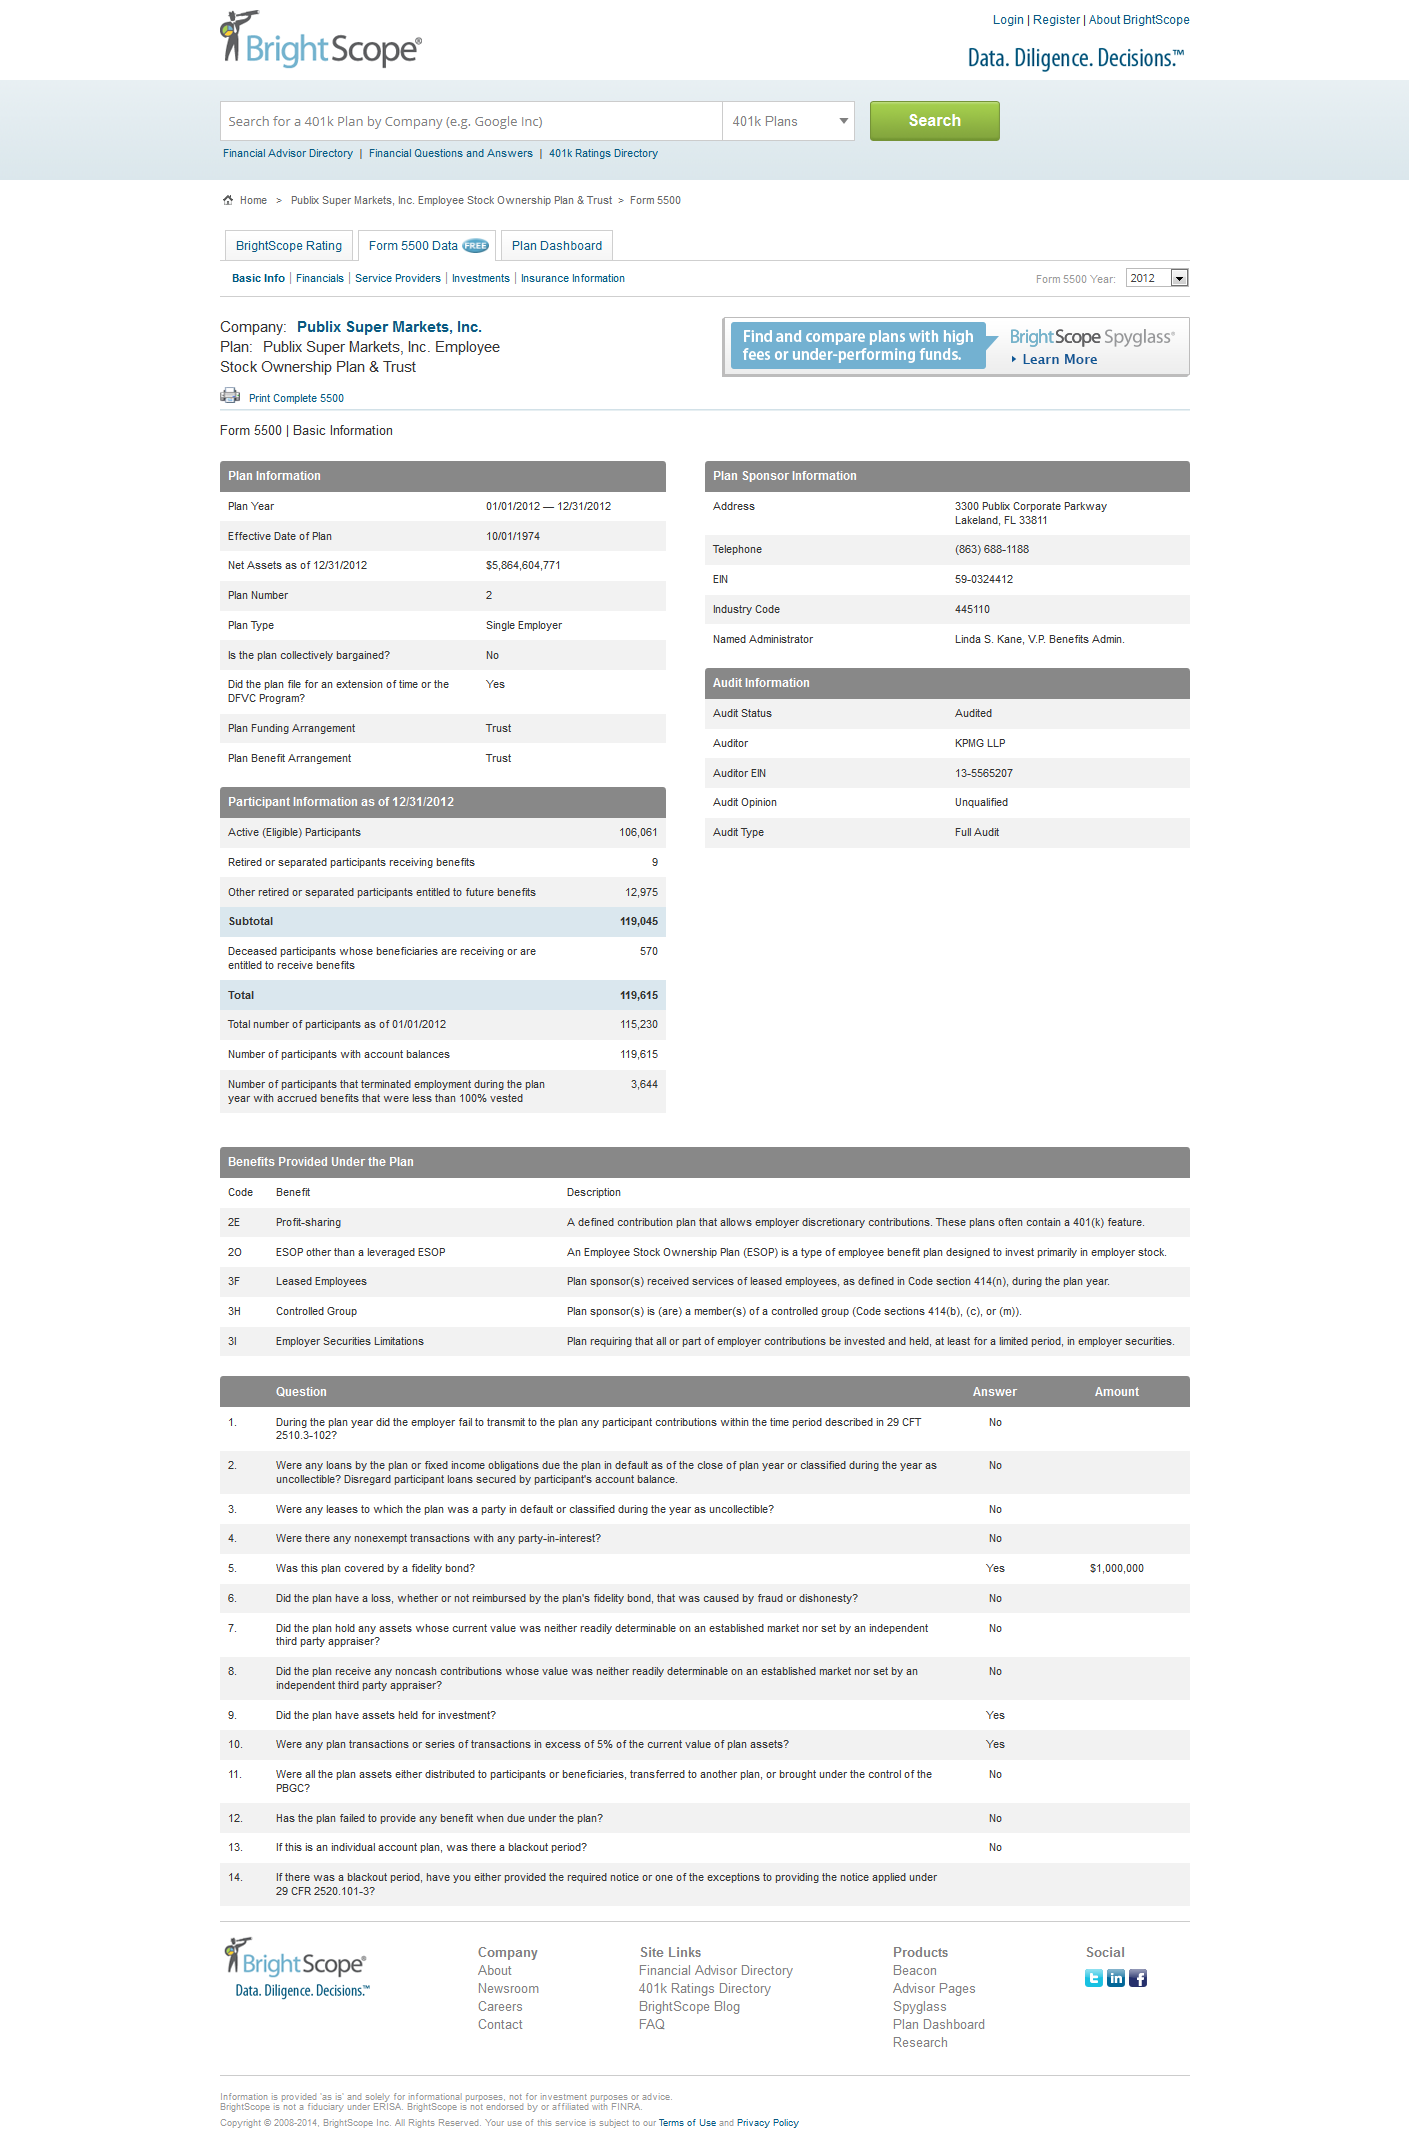 Login | Register | About BrightScope
BrightScope®
Data. Diligence. Decisions.™
Search for a 401k Plan by Company (e.g. Google Inc)
401k Plans
Search
Financial Advisor Directory | Financial Questions and Answers | 401k Ratings Directory
Home > Publix Super Markets, Inc. Employee Stock Ownership Plan & Trust > Form 5500
BrightScope Rating
Form 5500 Data FREE
Plan Dashboard
Basic Info | Financials | Service Providers | Investments | Insurance Information
Form 5500 Year: 2012
Company: Publix Super Markets, Inc.
Plan: Publix Super Markets, Inc. Employee
Stock Ownership Plan & Trust
Find and compare plans with high
fees or under-performing funds.
BrightScope Spyglass®
Learn More
Print Complete 5500
Form 5500 | Basic Information
Plan Information
Plan Year 01/01/2012 — 12/31/2012
Effective Date of Plan 10/01/1974
Net Assets as of 12/31/2012 $5,864,604,771
Plan Number 2
Plan Type Single Employer
Is the plan collectively bargained? No
Did the plan file for an extension of time or the Yes
DFVC Program?
Plan Funding Arrangement Trust
Plan Benefit Arrangement Trust
Participant Information as of 12/31/2012
Active (Eligible) Participants 106,061
Retired or separated participants receiving benefits 9
Other retired or separated participants entitled to future benefits 12,975
Subtotal 119,045
Deceased participants whose beneficiaries are receiving or are 570
entitled to receive benefits
Total 119,615
Total number of participants as of 01/01/2012 115,230
Number of participants with account balances 119,615
Number of participants that terminated employment during the plan 3,644
year with accrued benefits that were less than 100% vested
Plan Sponsor Information
Address 3300 Publix Corporate Parkway
Lakeland, FL 33811
Telephone (863) 688-1188
EIN 59-0324412
Industry Code 445110
Named Administrator Linda S. Kane, V.P. Benefits Admin.
Audit Information
Audit Status Audited
Auditor KPMG LLP
Auditor EIN 13-5565207
Audit Opinion Unqualified
Audit Type Full Audit
Benefits Provided Under the Plan
Code Benefit Description
2E Profit-sharing A defined contribution plan that allows employer discretionary contributions. These plans often contain a 401(k) feature.
2O ESOP other than a leveraged ESOP An Employee Stock Ownership Plan (ESOP) is a type of employee benefit plan designed to invest primarily in employer stock.
3F Leased Employees Plan sponsor(s) received services of leased employees, as defined in Code section 414(n), during the plan year.
3H Controlled Group Plan sponsor(s) is (are) a member(s) of a controlled group (Code sections 414(b), (c), or (m)).
3I Employer Securities Limitations Plan requiring that all or part of employer contributions be invested and held, at least for a limited period, in employer securities.
Question Answer Amount
1. During the plan year did the employer fail to transmit to the plan any participant contributions within the time period described in 29 CFT No
2510.3-102?
2. Were any loans by the plan or fixed income obligations due the plan in default as of the close of plan year or classified during the year as No
uncollectible? Disregard participant loans secured by participant's account balance.
3. Were any leases to which the plan was a party in default or classified during the year as uncollectible? No
4. Were there any nonexempt transactions with any party-in-interest? No
5. Was this plan covered by a fidelity bond? Yes $1,000,000
6. Did the plan have a loss, whether or not reimbursed by the plan's fidelity bond, that was caused by fraud or dishonesty? No
7. Did the plan hold any assets whose current value was neither readily determinable on an established market nor set by an independent No
third party appraiser?
8. Did the plan receive any noncash contributions whose value was neither readily determinable on an established market nor set by an No
independent third party appraiser?
9. Did the plan have assets held for investment? Yes
10. Were any plan transactions or series of transactions in excess of 5% of the current value of plan assets? Yes
11. Were all the plan assets either distributed to participants or beneficiaries, transferred to another plan, or brought under the control of the No
PBGC?
12. Has the plan failed to provide any benefit when due under the plan? No
13. If this is an individual account plan, was there a blackout period? No
14. If there was a blackout period, have you either provided the required notice or one of the exceptions to providing the notice applied under
29 CFR 2520.101-3?
BrightScope®
Data. Diligence. Decisions.™
Company
About
Newsroom
Careers
Contact
Site Links
Financial Advisor Directory
401k Ratings Directory
BrightScope Blog
FAQ
Products
Beacon
Advisor Pages
Spyglass
Plan Dashboard
Research
Social
t in f
Information is provided 'as is' and solely for informational purposes, not for investment purposes or advice.
BrightScope is not a fiduciary under ERISA. BrightScope is not endorsed by or affiliated with FINRA.
Copyright © 2008-2014, BrightScope Inc. All Rights Reserved. Your use of this service is subject to our Terms of Use and Privacy Policy